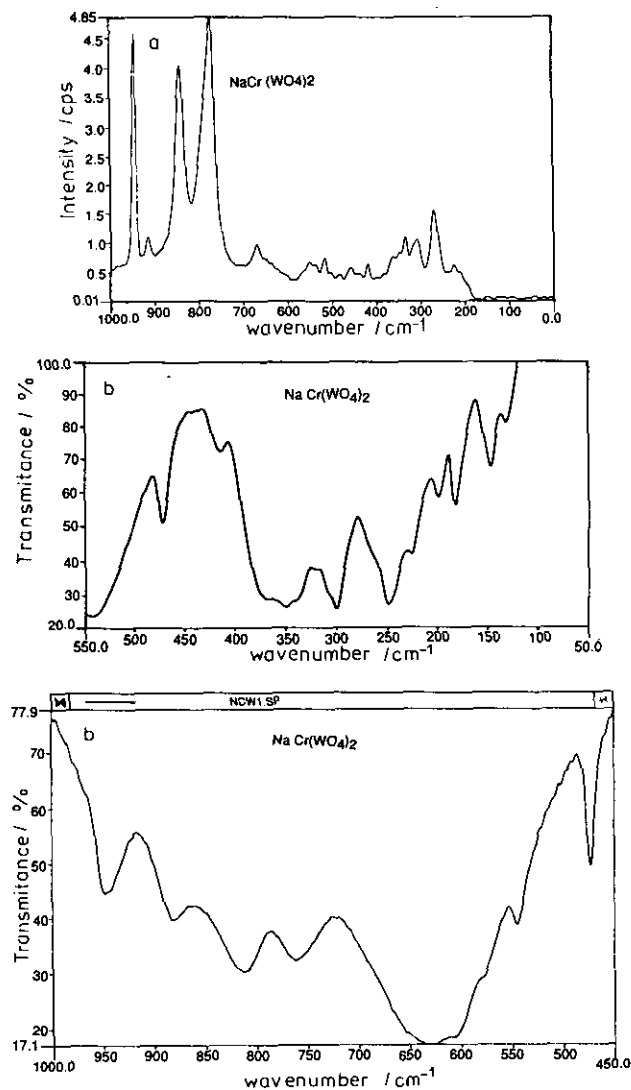 4.85
4.5
4.0
3.5
3.0
2.5
2.0
1.5
1.0
0.5
0.01
Intensity / cps
a
NaCr (WO4)2
1000.0 900 800 700 600 500 400 300 200 100 0.0
wavenumber / cm-1
100.0
90
80
70
60
50
40
30
20.0
Transmitance / %
b
Na Cr(WO4)2
550.0 500 450 400 350 300 250 200 150 100 50.0
wavenumber / cm-1
NCW1.SP
77.9
70
60
50
40
30
20
17.1
Transmitance / %
b
Na Cr(WO4)2
1000.0 950 900 850 800 750 700 650 600 550 500 450.0
wavenumber / cm-1